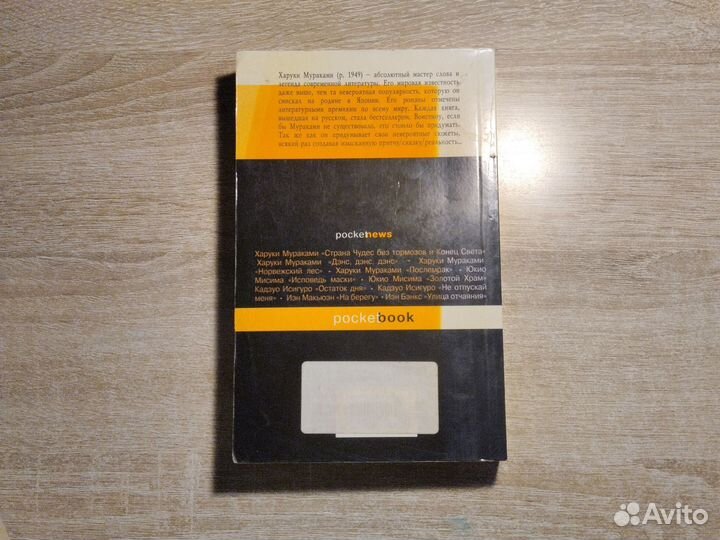 Харуки Мураками (р. 1949) – абсолютный мастер слова и
легенда современной литературы. Его мировая известность
даже выше, чем та невероятная популярность, которую он
снискал на родине в Японии. Его романы отмечены
литературными премиями по всему миру. Каждая книга,
вышедшая на русском, стала бестселлером. Воистину, если
бы Мураками не существовало, его стоило бы придумать.
Так же как он придумывает свои невероятные сюжеты,
всякий раз создавая изысканную притчу/сказку/реальность...
pocketnews
Харуки Мураками «Страна Чудес без тормозов и Конец Света»
Харуки Мураками «Дэнс, дэнс, дэнс» • Харуки Мураками
«Норвежский лес» • Харуки Мураками «Послемрак» • Юкио
Мисима «Исповедь маски» • Юкио Мисима «Золотой Храм»
Кадзуо Исигуро «Остаток дня» • Кадзуо Исигуро «Не отпускай
меня» • Иэн Макьюэн «На берегу» • Иэн Бэнкс «Улица отчаяния»
pocketbook
Avito